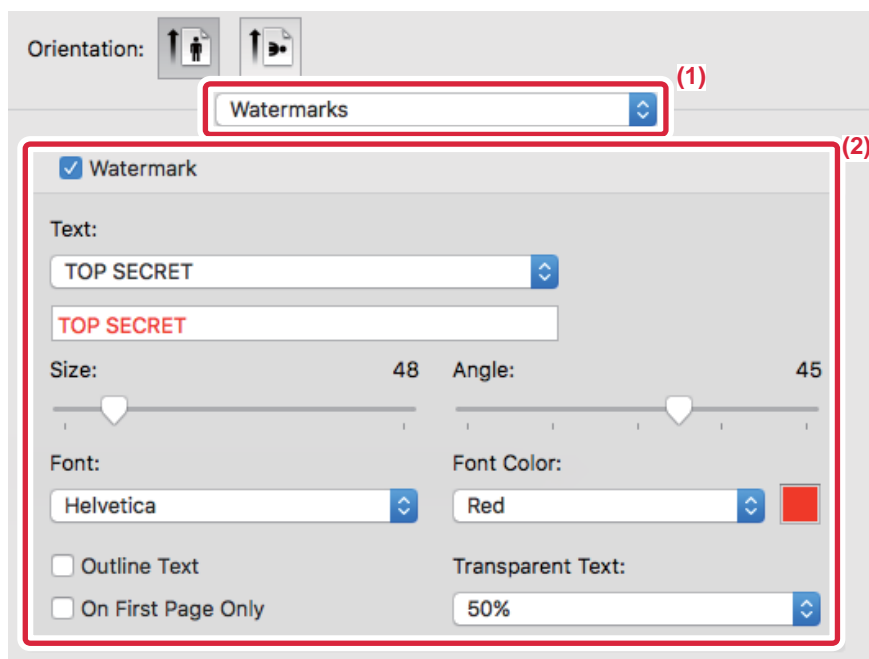 Orientation:
(1)
Watermarks
(2)
Watermark
Text:
TOP SECRET
TOP SECRET
Size: 48 Angle: 45
Font: Font Color:
Helvetica Red
Outline Text Transparent Text:
On First Page Only 50%